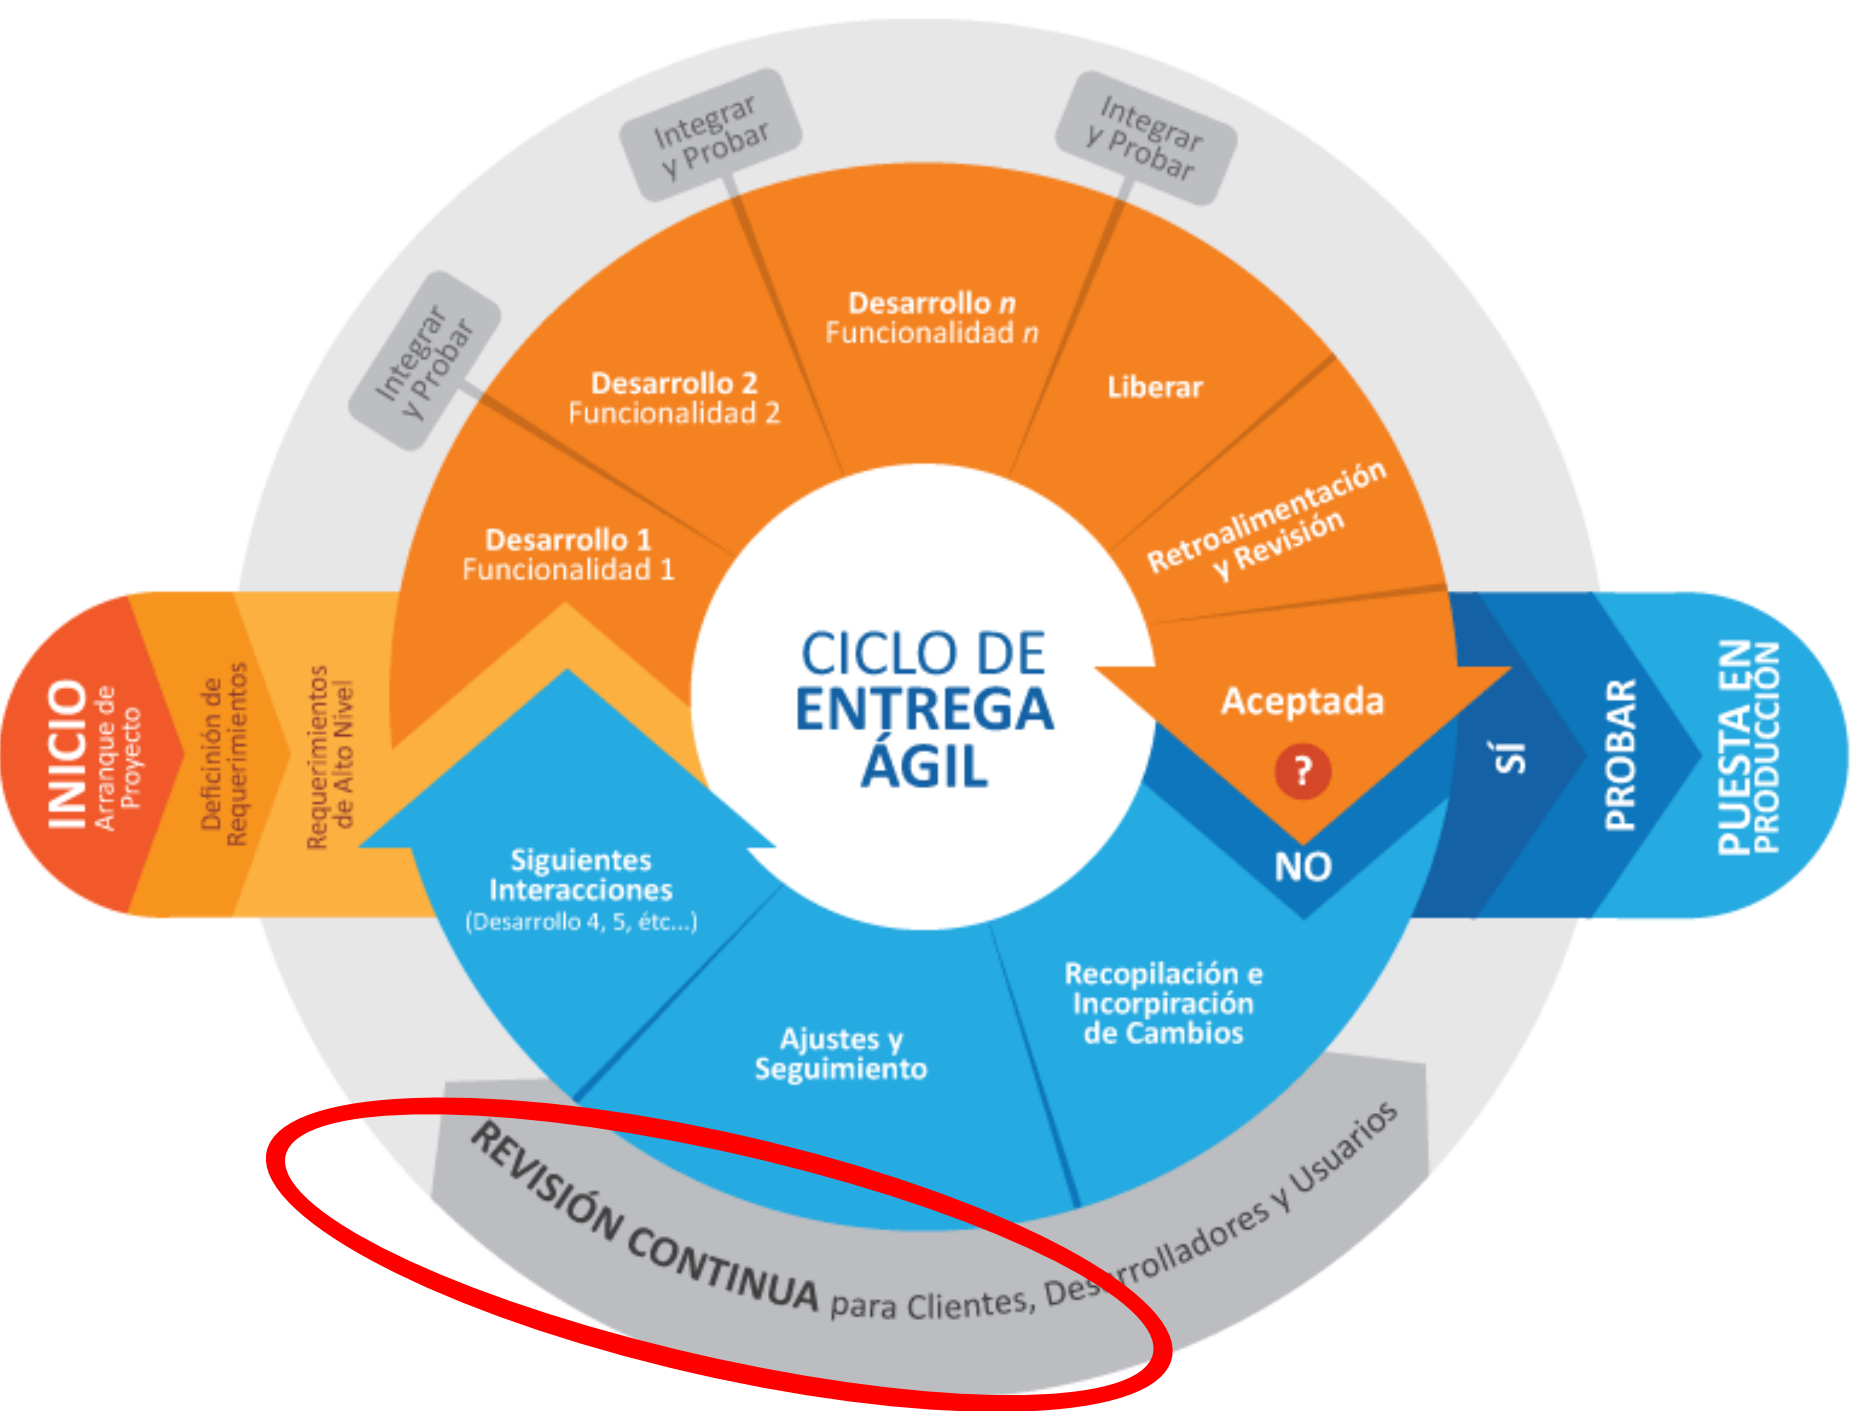 Integrar
y Probar
Integrar
y Probar
Integrar
y Probar
Desarrollo n
Funcionalidad n
Desarrollo 2
Funcionalidad 2
Desarrollo 1
Funcionalidad 1
Liberar
Retroalimentación
y Revisión
Aceptada
?
NO
SÍ
PROBAR
PUESTA EN
PRODUCCIÓN
CICLO DE
ENTREGA
ÁGIL
INICIO
Arranque de
Proyecto
Deficinión de
Requerimientos
Requerimientos
de Alto Nivel
Siguientes
Interacciones
(Desarrollo 4, 5, étc...)
Ajustes y
Seguimiento
Recopilación e
Incorpiración
de Cambios
REVISIÓN CONTINUA para Clientes, Desarrolladores y Usuarios